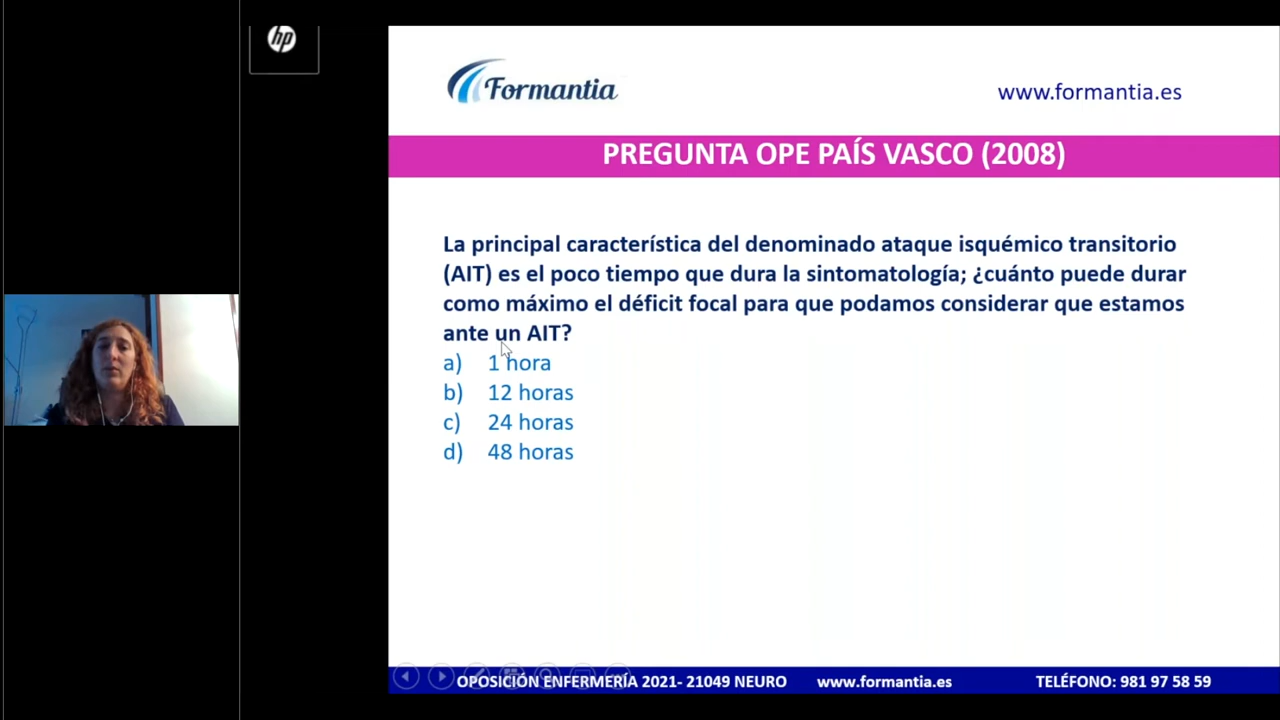 hp
Formantia
www.formantia.es
PREGUNTA OPE PAÍS VASCO (2008)
La principal característica del denominado ataque isquémico transitorio
(AIT) es el poco tiempo que dura la sintomatología; ¿cuánto puede durar
como máximo el déficit focal para que podamos considerar que estamos
ante un AIT?
a) 1 hora
b) 12 horas
c) 24 horas
d) 48 horas
OPOSICIÓN ENFERMERÍA 2021- 21049 NEURO www.formantia.es TELÉFONO: 981 97 58 59